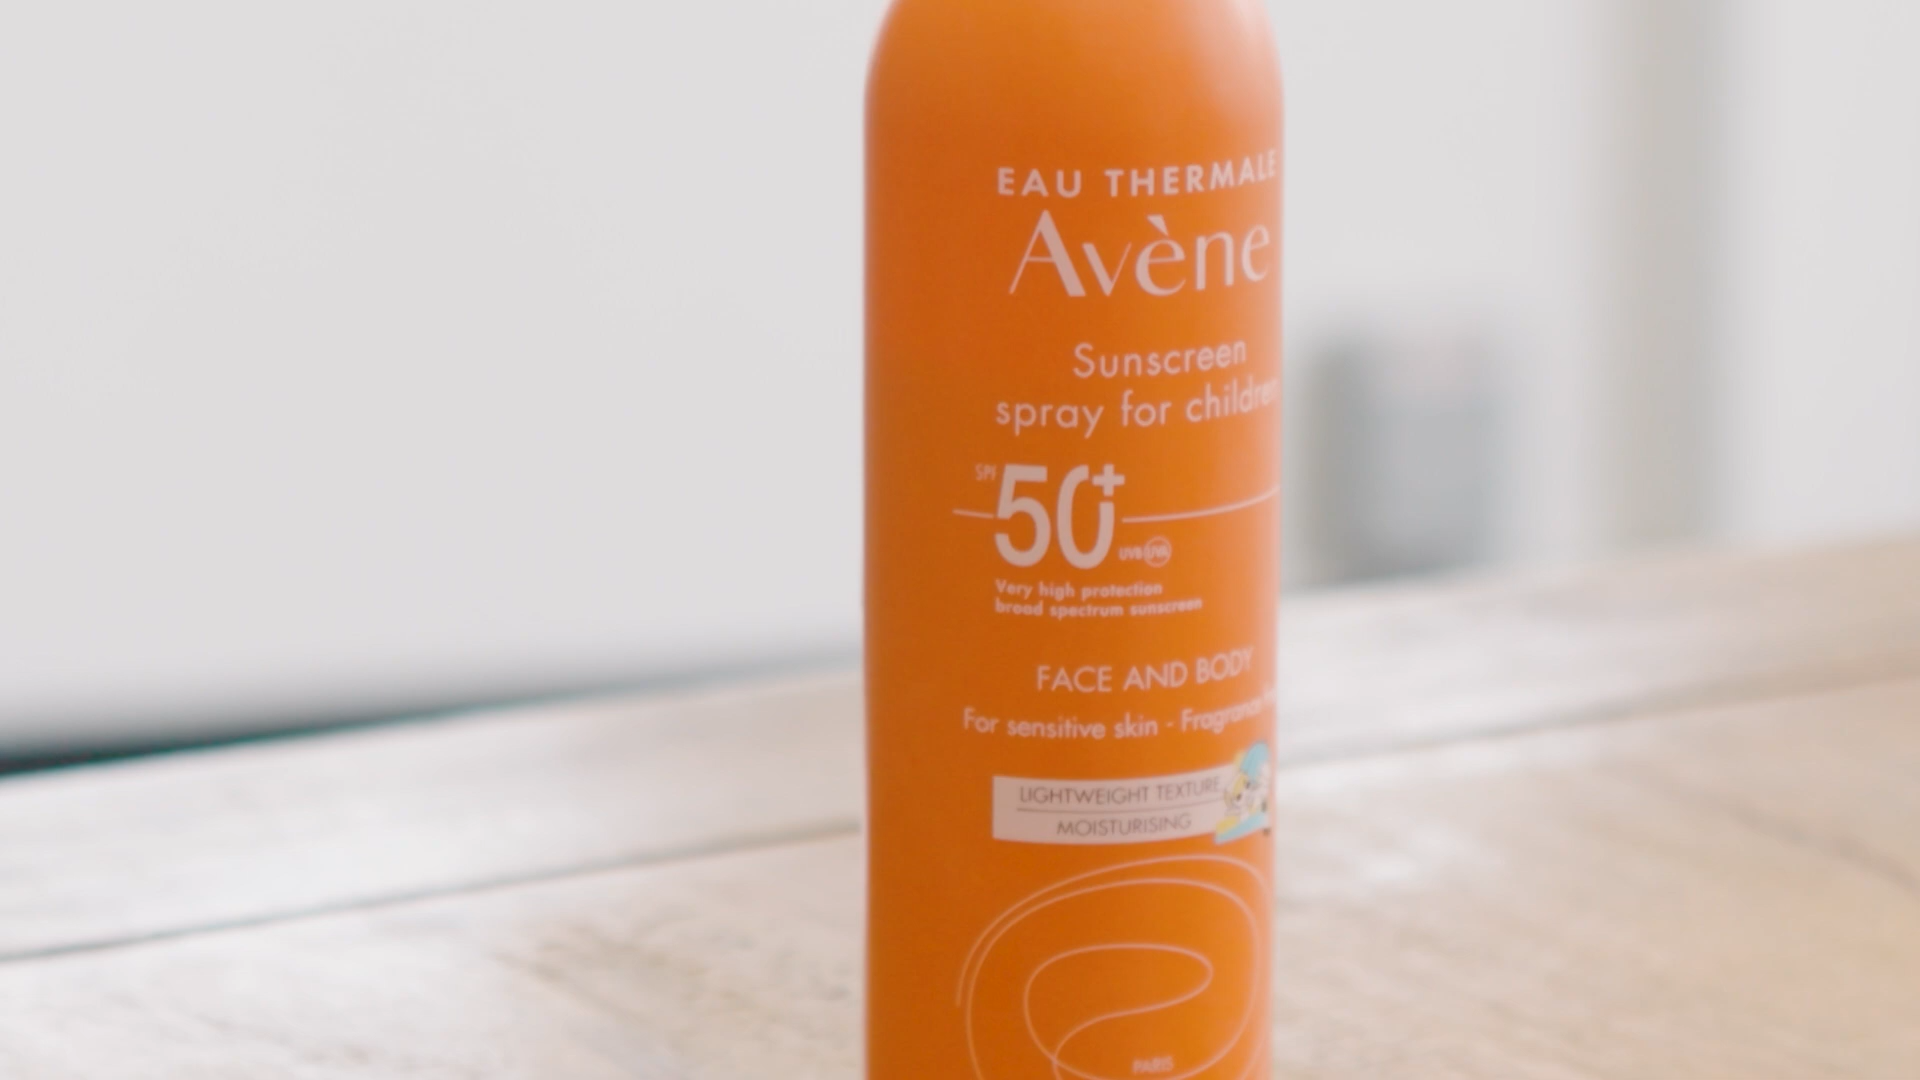 EAU THERMALE
Avène
Sunscreen
spray for children
SPF
50+
UVB UVA
Very high protection
broad spectrum sunscreen
FACE AND BODY
For sensitive skin - Fragrance
LIGHTWEIGHT TEXTURE
MOISTURISING
PARIS